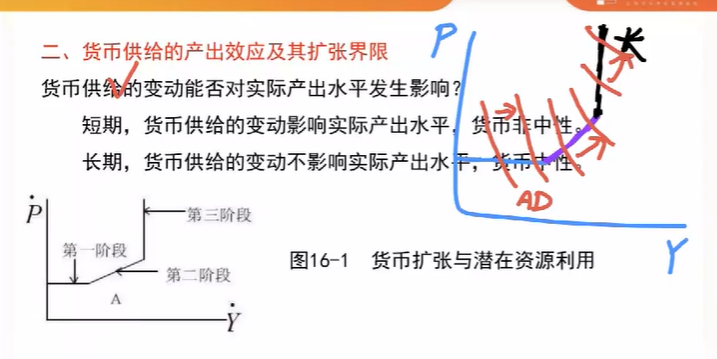 二、货币供给的产出效应及其扩张界限
货币供给的变动能否对实际产出水平发生影响？
短期，货币供给的变动影响实际产出水平，货币非中性。
长期，货币供给的变动不影响实际产出水平，货币中性。
P
AD
Y
Ṗ
第三阶段
第一阶段
第二阶段
A
Ẏ
图16-1 货币扩张与潜在资源利用